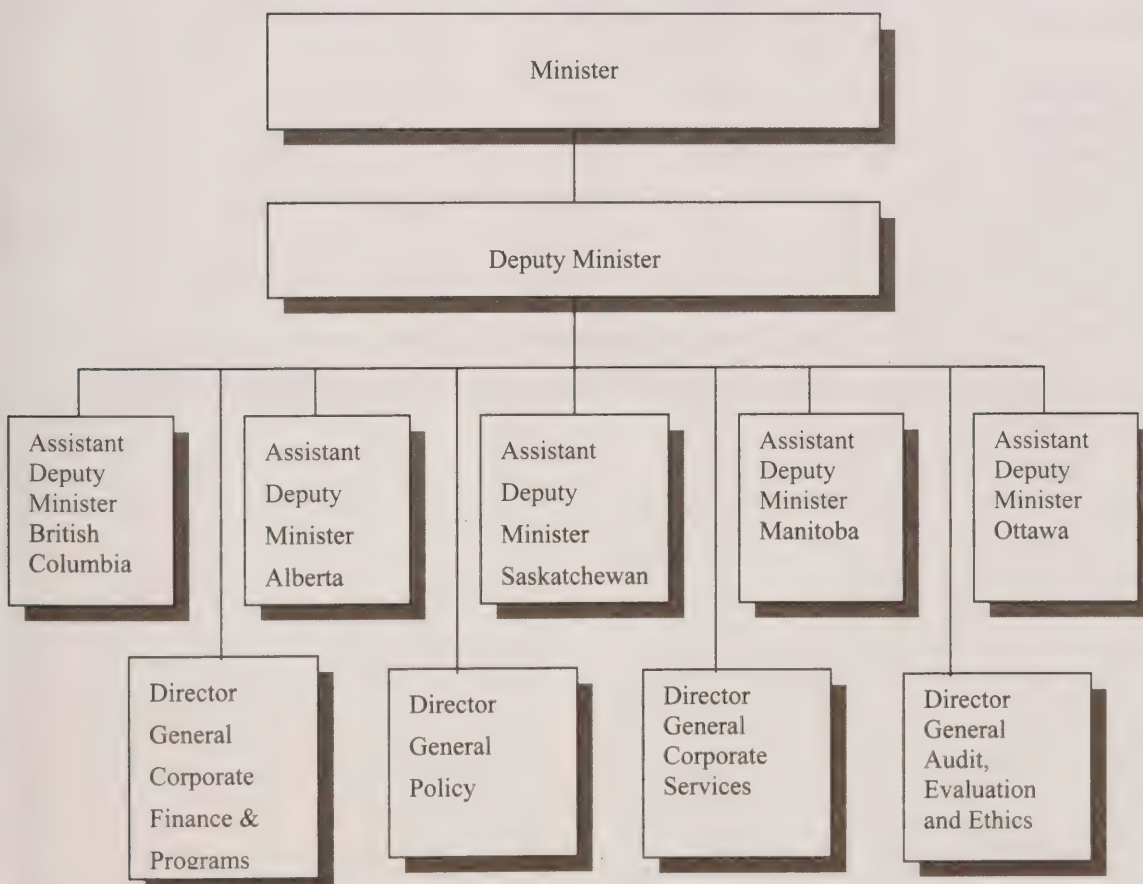 Minister
Deputy Minister
Assistant
Deputy
Minister
British
Columbia
Assistant
Deputy
Minister
Alberta
Assistant
Deputy
Minister
Saskatchewan
Assistant
Deputy
Minister
Manitoba
Assistant
Deputy
Minister
Ottawa
Director
General
Corporate
Finance &
Programs
Director
General
Policy
Director
General
Corporate
Services
Director
General
Audit,
Evaluation
and Ethics